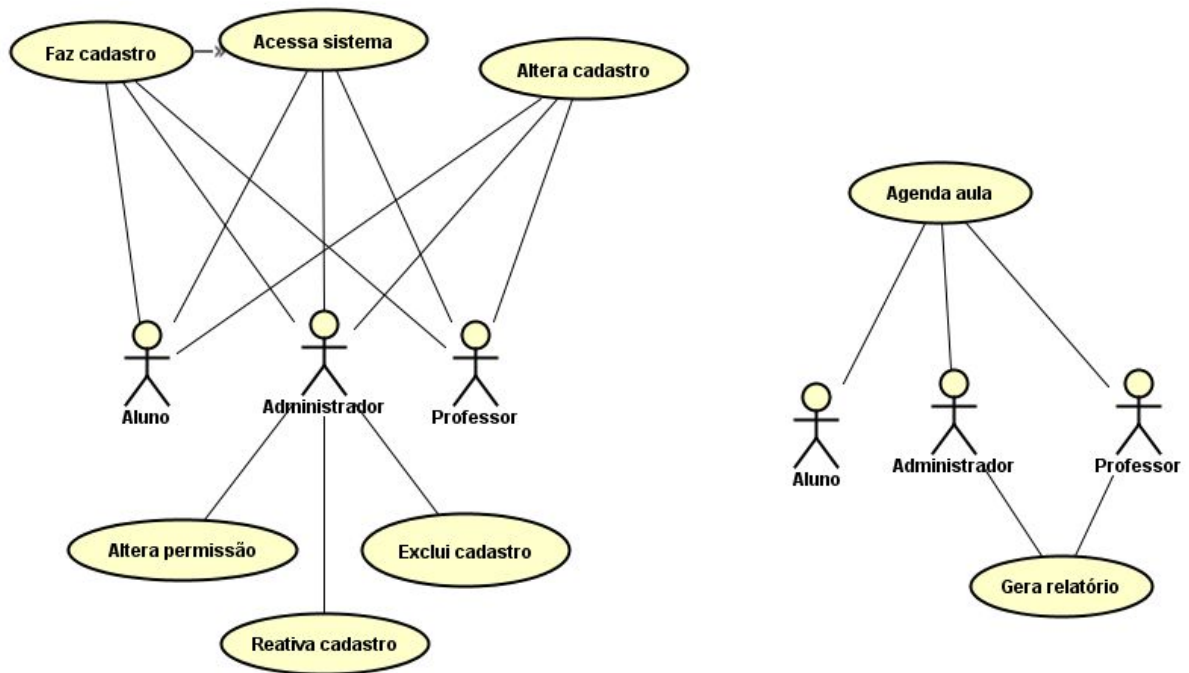 Faz cadastro
Acessa sistema
Altera cadastro
Aluno
Administrador
Professor
Altera permissão
Exclui cadastro
Reativa cadastro
Agenda aula
Aluno
Administrador
Professor
Gera relatório